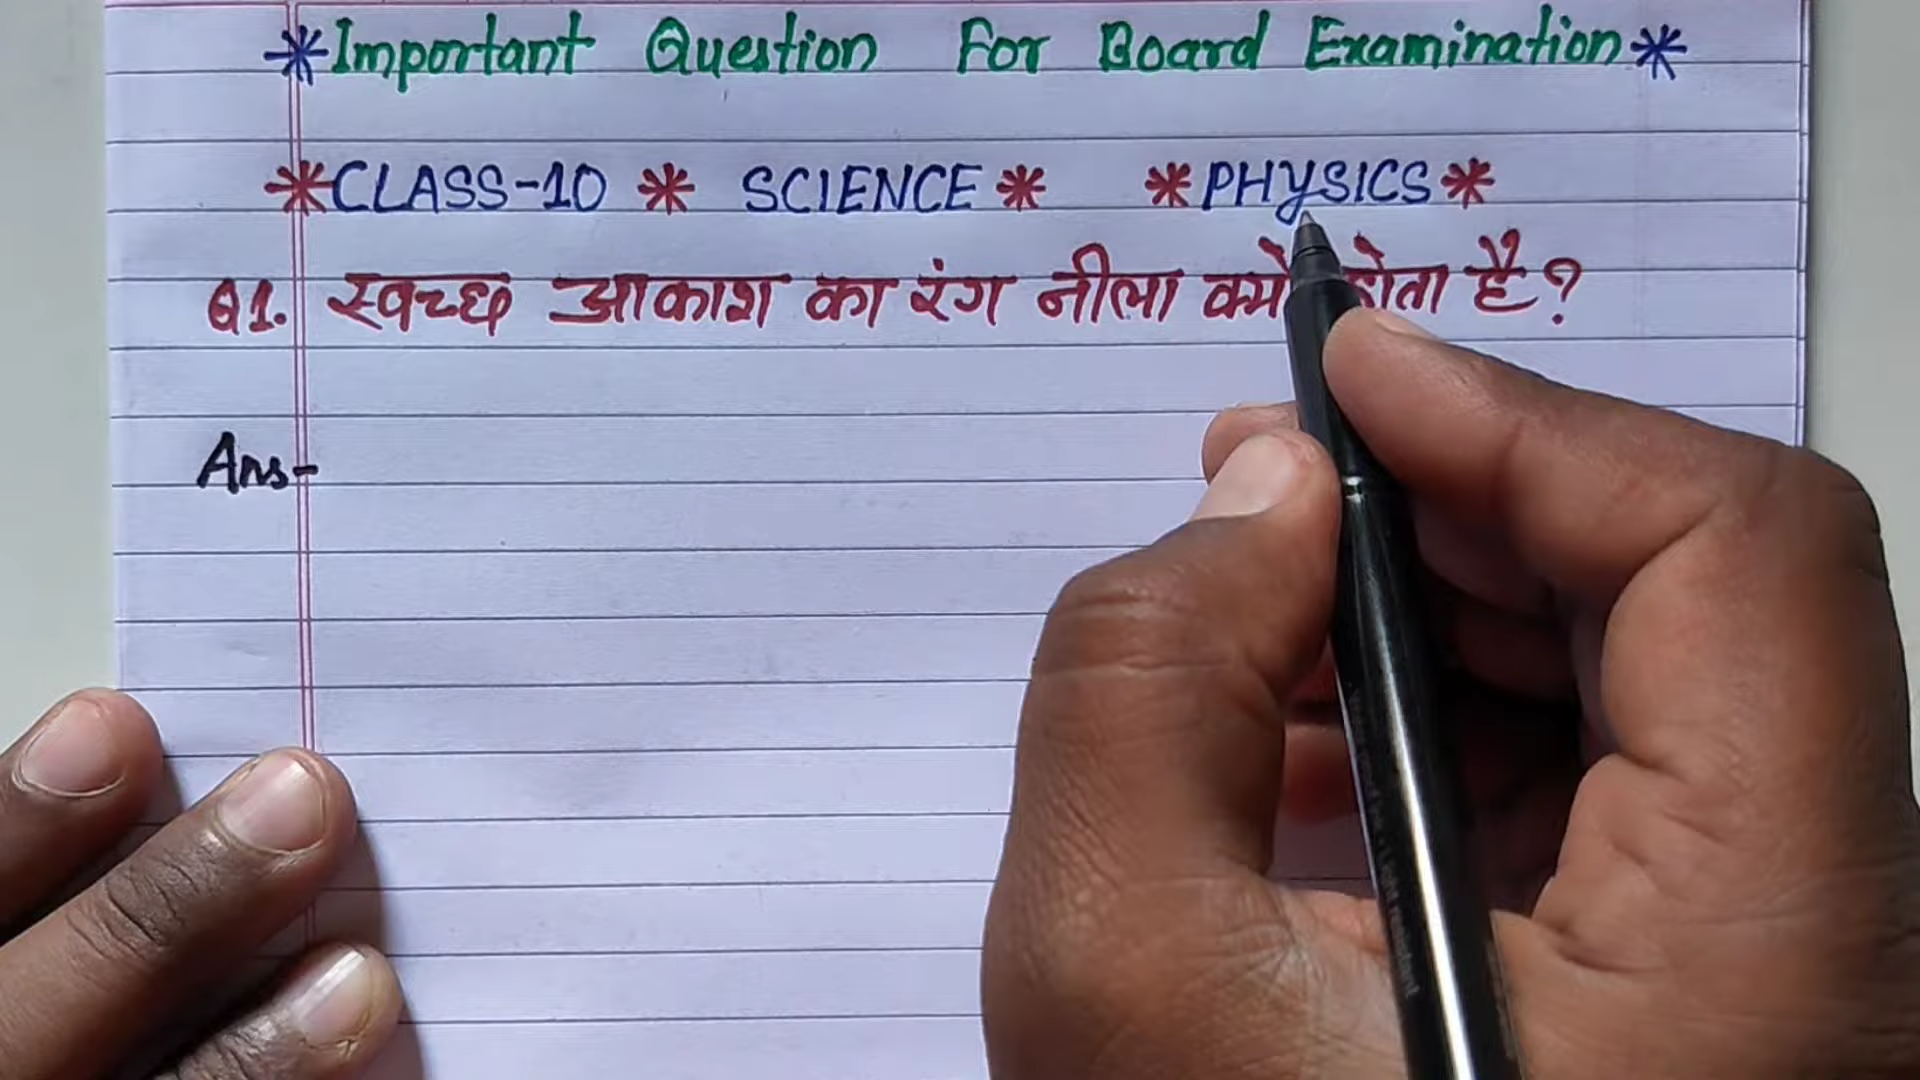 *Important Question For Board Examination*
*CLASS-10 * SCIENCE * *PHYSICS*
Q1. स्वच्छ आकाश का रंग नीला क्यों होता है?
Ans-